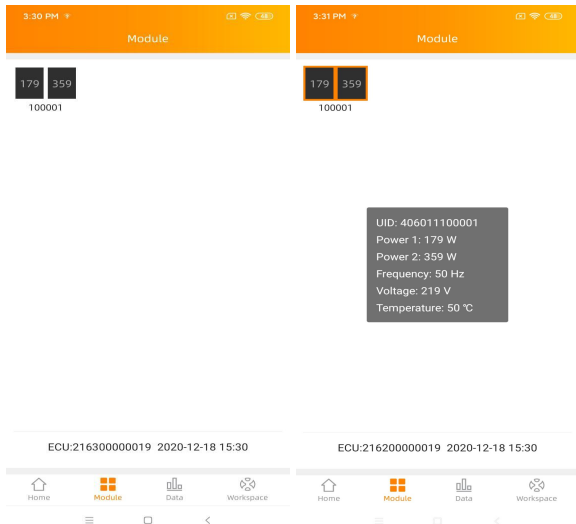 3:30 PM
48
Module
179 359
100001
ECU:216300000019 2020-12-18 15:30
Home Module Data Workspace
3:31 PM
48
Module
179 359
100001
UID: 406011100001
Power 1: 179 W
Power 2: 359 W
Frequency: 50 Hz
Voltage: 219 V
Temperature: 50 ℃
ECU:216200000019 2020-12-18 15:30
Home Module Data Workspace